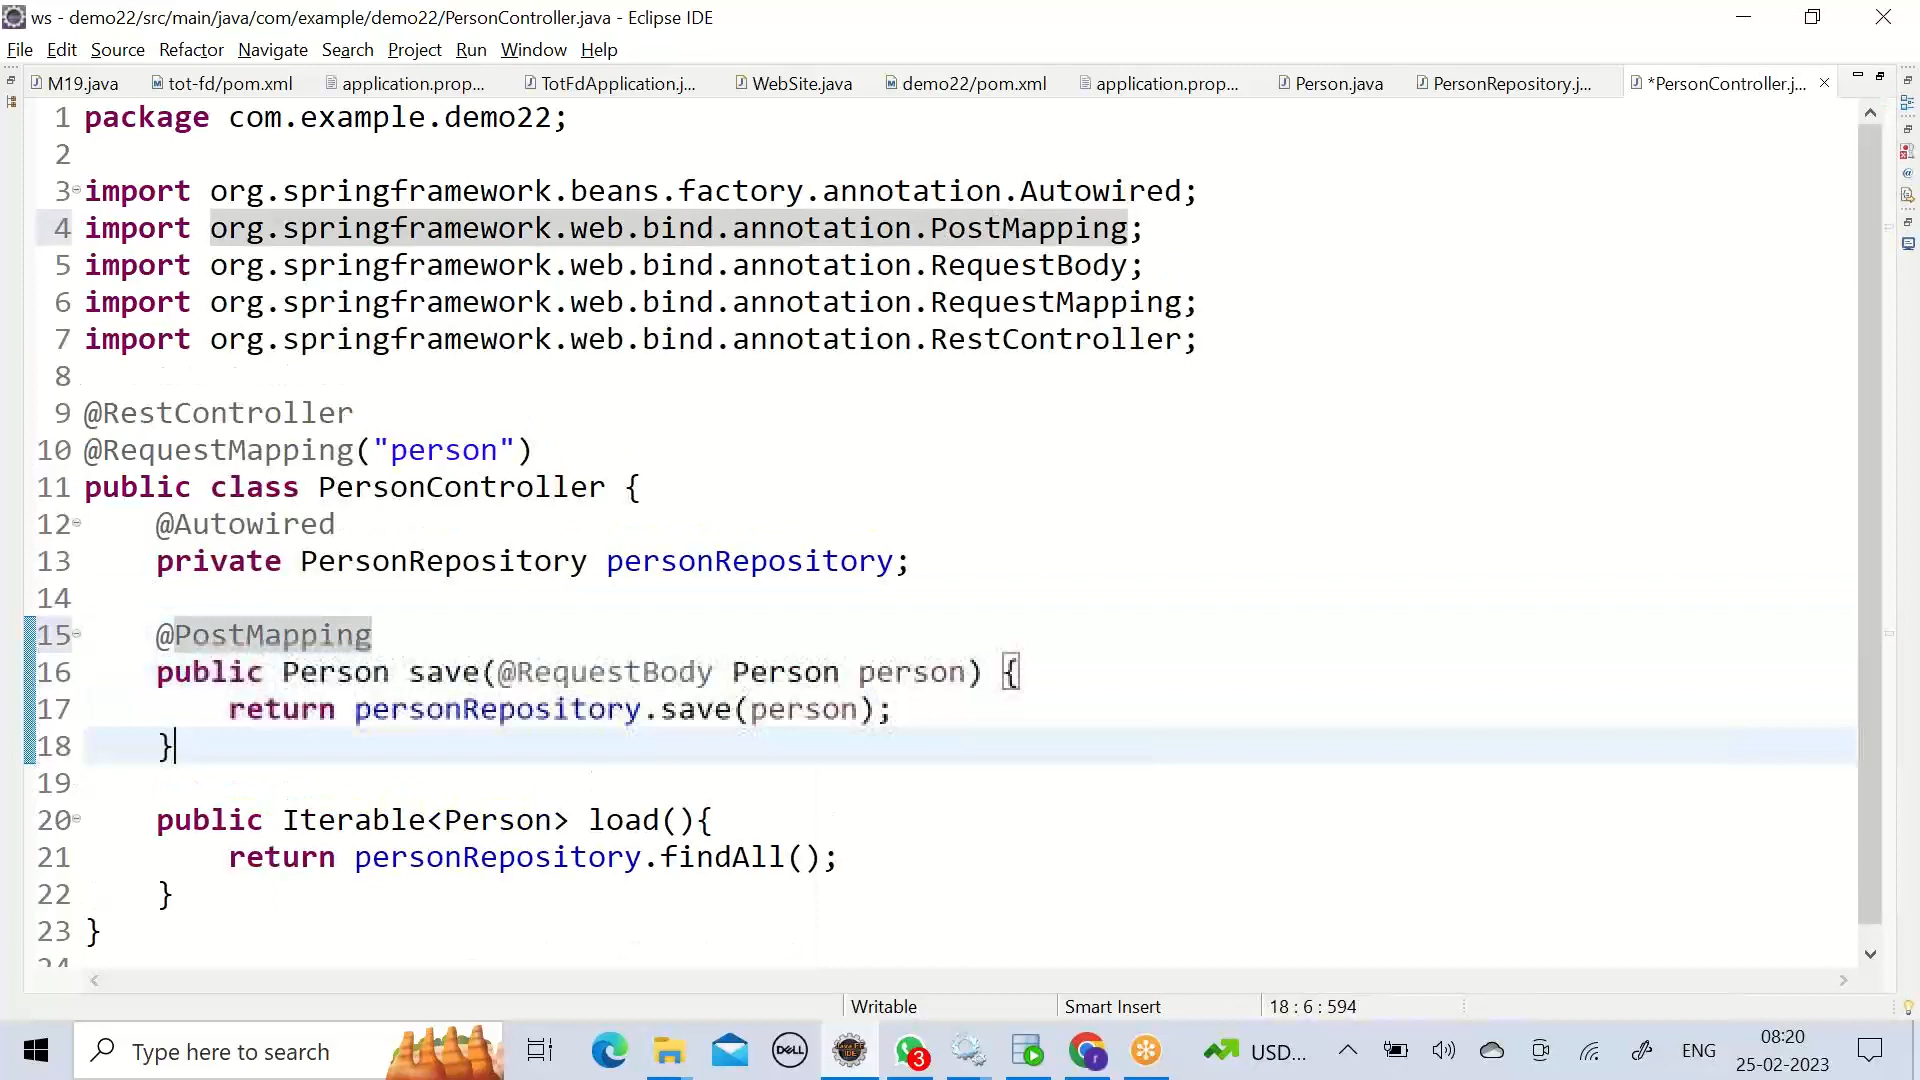 ws - demo22/src/main/java/com/example/demo22/PersonController.java - Eclipse IDE
File Edit Source Refactor Navigate Search Project Run Window Help
M19.java tot-fd/pom.xml application.prop... TotFdApplication.j... WebSite.java demo22/pom.xml application.prop... Person.java PersonRepository.j... *PersonController.j...
1 package com.example.demo22;
2
3 import org.springframework.beans.factory.annotation.Autowired;
4 import org.springframework.web.bind.annotation.PostMapping;
5 import org.springframework.web.bind.annotation.RequestBody;
6 import org.springframework.web.bind.annotation.RequestMapping;
7 import org.springframework.web.bind.annotation.RestController;
8
9 @RestController
10 @RequestMapping("person")
11 public class PersonController {
12 @Autowired
13 private PersonRepository personRepository;
14
15 @PostMapping
16 public Person save(@RequestBody Person person) {
17 return personRepository.save(person);
18 }
19
20 public Iterable<Person> load(){
21 return personRepository.findAll();
22 }
23 }
24
Writable Smart Insert 18 : 6 : 594
Type here to search DELL 3 USD... ENG 08:20
25-02-2023